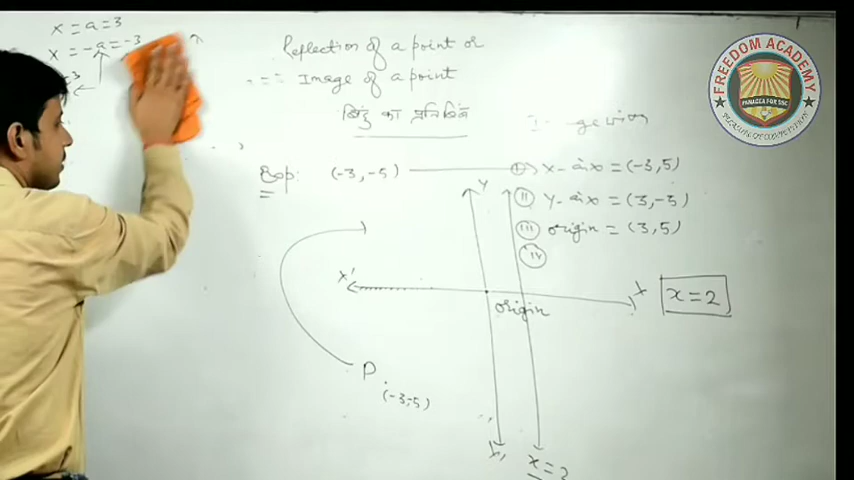 x = a = 3
x = -a = -3
Reflection of a point or
Image of a point
बिंदु का प्रतिबिंब
Exp: (-3, -5)
(i) X-axis = (-3, 5)
(ii) Y-axis = (3, -5)
(iii) origin = (3, 5)
(iv)
Y
X'
X
origin
x = 2
P
(-3, -5)
x = 2
FREEDOM ACADEMY
PANACEA FOR SSC